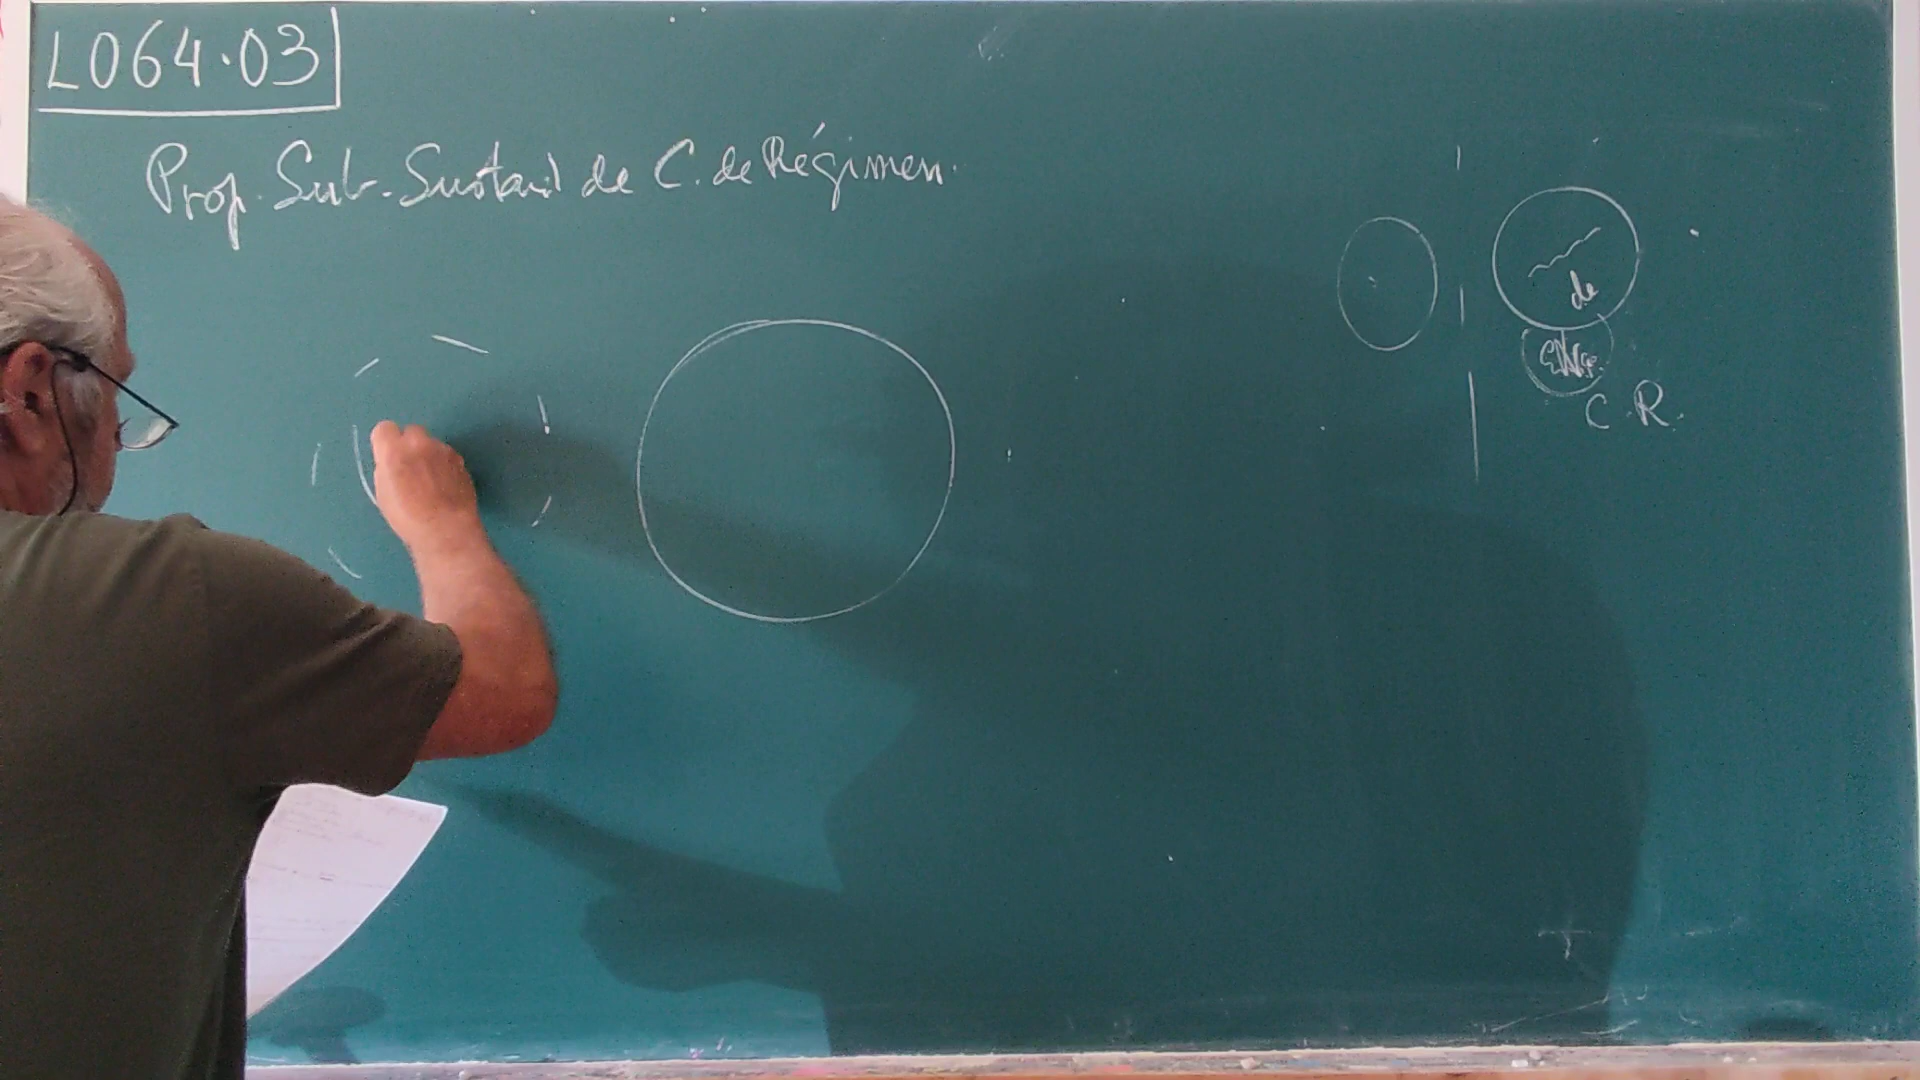 L064.03
Prop. Sub. Sustant de C. de Régimen.
de
C.R.